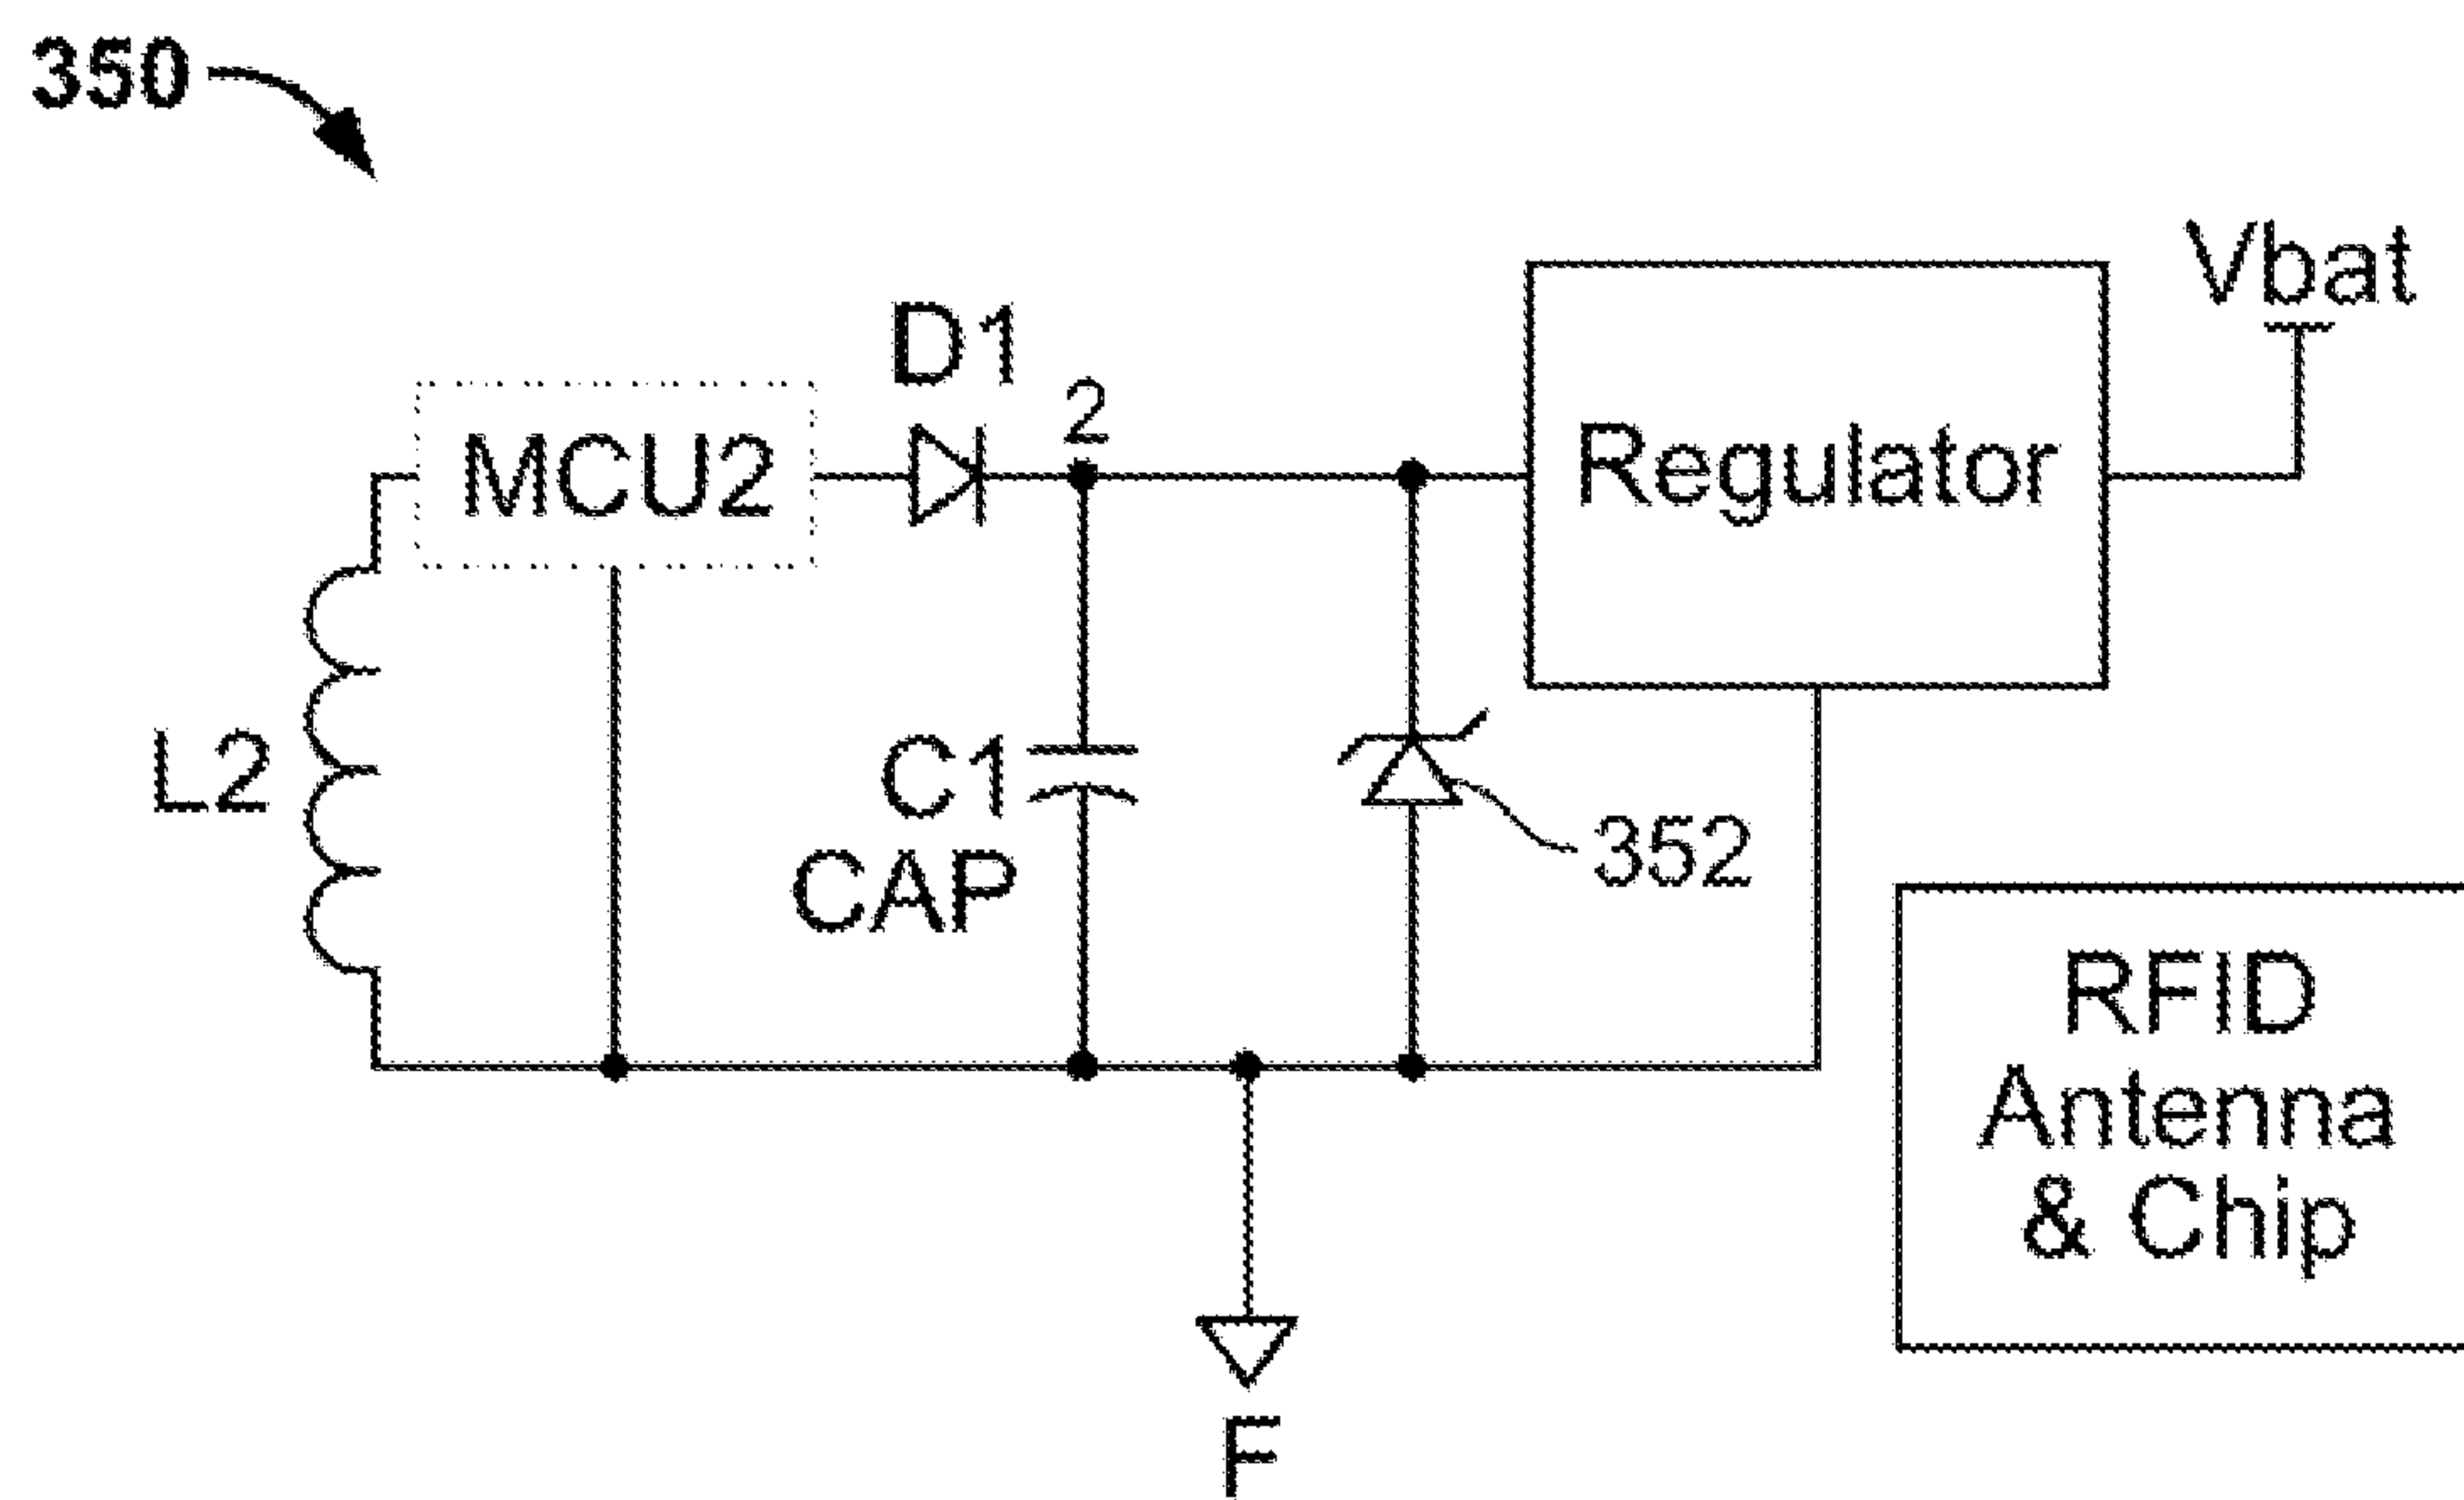 350
Vbat
D1
2
MCU2
Regulator
L2
C1
CAP
352
RFID
Antenna
& Chip
F